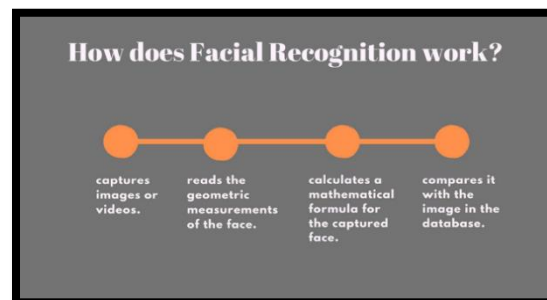 How does Facial Recognition work?
captures
images or
videos.
reads the
geometric
measurements
of the face.
calculates a
mathematical
formula for
the captured
face.
compares it
with the
image in the
database.